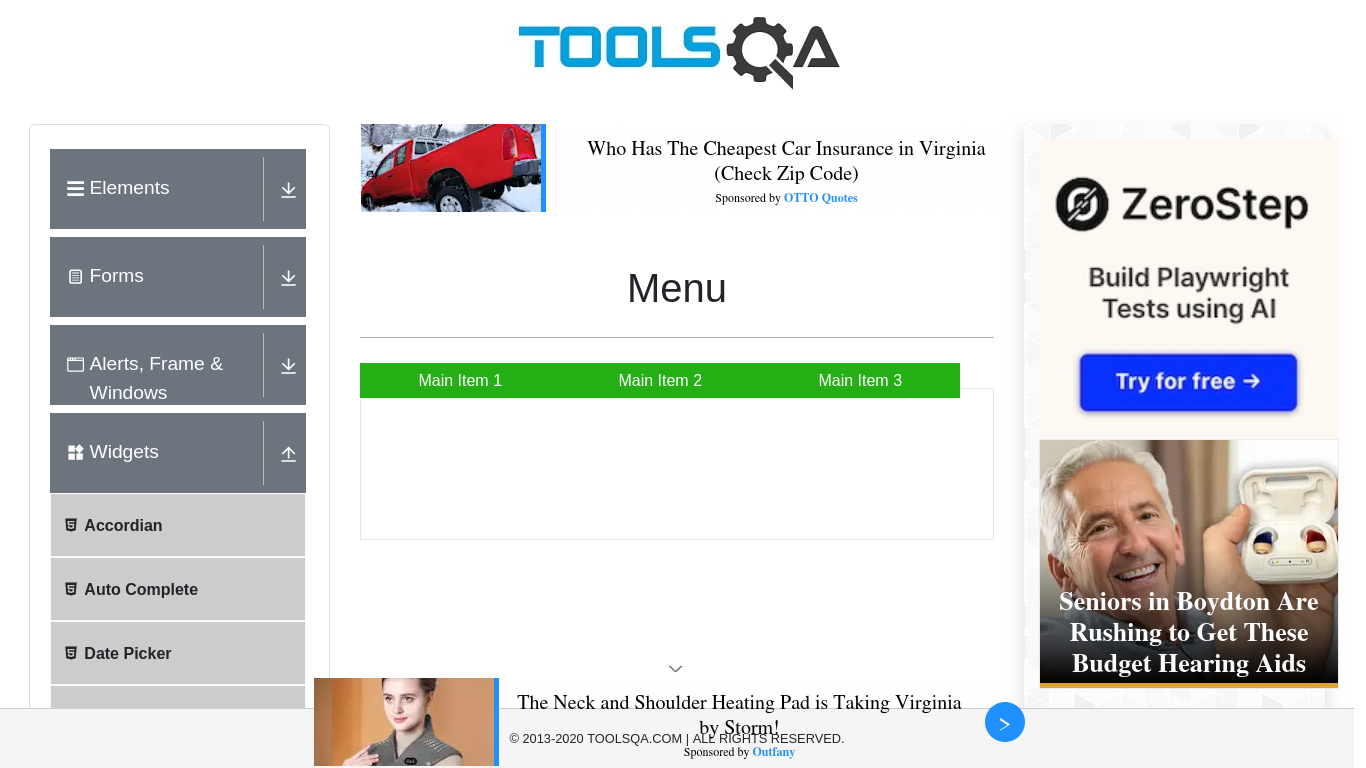 TOOLSQA
Elements
Forms
Alerts, Frame &
Windows
Widgets
Accordian
Auto Complete
Date Picker
Who Has The Cheapest Car Insurance in Virginia
(Check Zip Code)
Sponsored by OTTO Quotes
Menu
Main Item 1
Main Item 2
Main Item 3
ZeroStep
Build Playwright
Tests using AI
Try for free →
Seniors in Boydton Are
Rushing to Get These
Budget Hearing Aids
The Neck and Shoulder Heating Pad is Taking Virginia
by Storm!
Sponsored by Outfany
© 2013-2020 TOOLSQA.COM | ALL RIGHTS RESERVED.